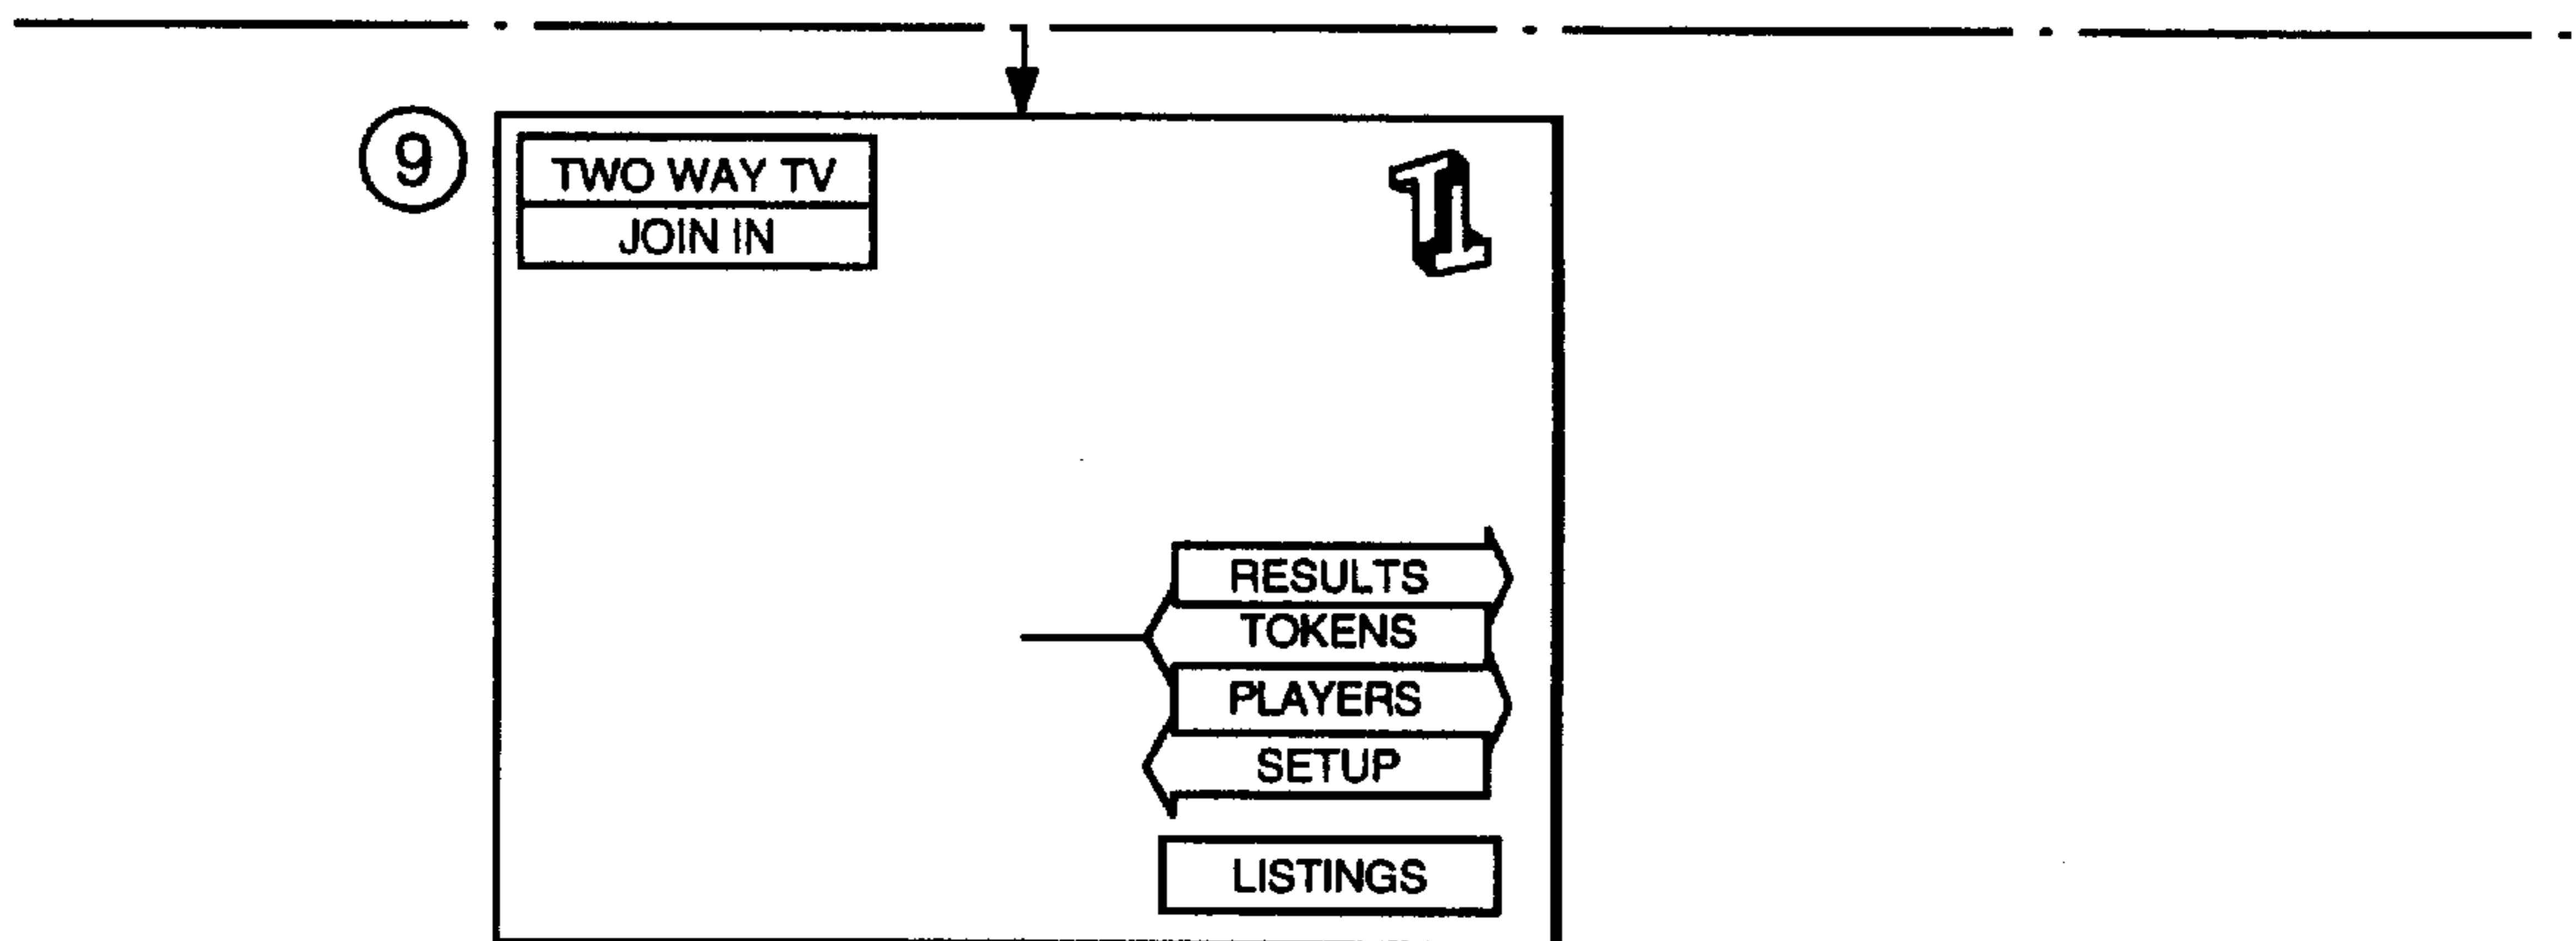 9
TWO WAY TV
JOIN IN
RESULTS
TOKENS
PLAYERS
SETUP
LISTINGS